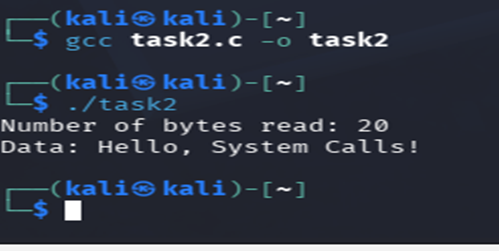 ┌──(kali㉿kali)-[~]
└─$ gcc task2.c -o task2
┌──(kali㉿kali)-[~]
└─$ ./task2
Number of bytes read: 20
Data: Hello, System Calls!
┌──(kali㉿kali)-[~]
└─$